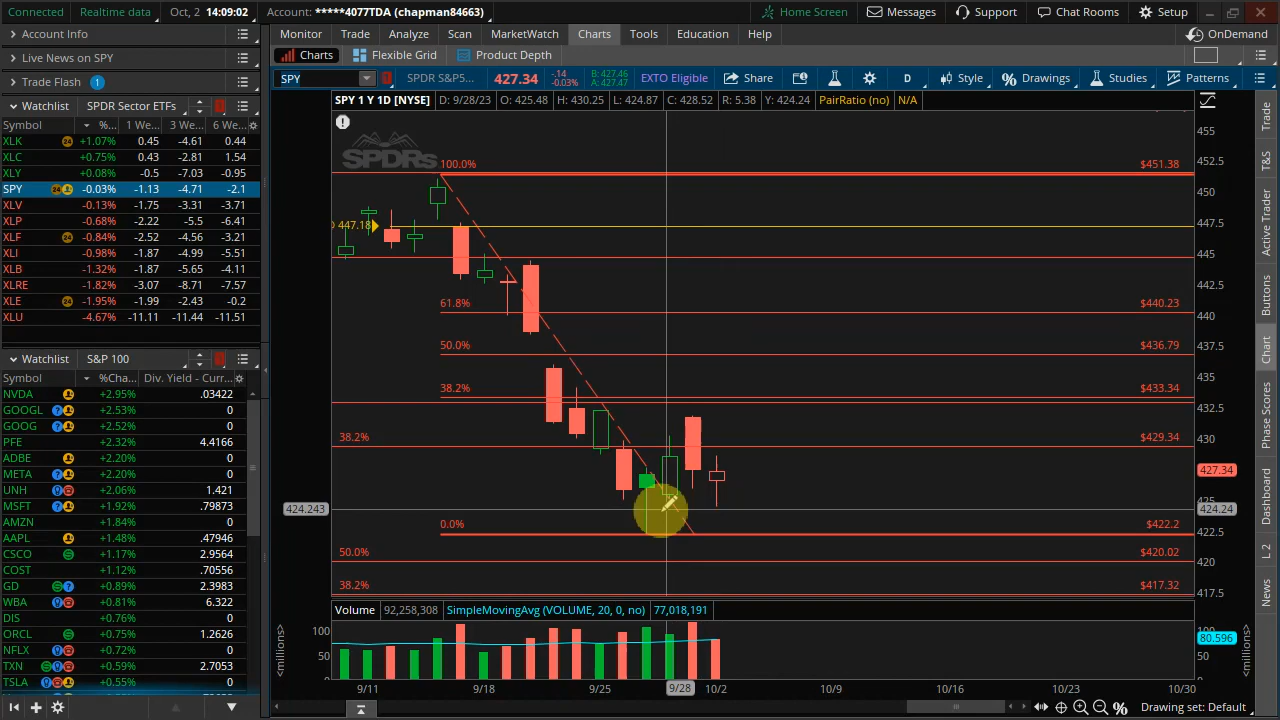 Connected Realtime data Oct, 2 14:09:02 Account: *****4077TDA (chapman84663) Home Screen Messages Support Chat Rooms Setup
Account Info
Live News on SPY
Trade Flash 1
Watchlist SPDR Sector ETFs
Symbol %... 1 We... 3 We... 6 We...
XLK 24 +1.07% 0.45 -4.61 0.44
XLC +0.75% 0.43 -2.81 1.54
XLY +0.08% -0.5 -7.03 -0.95
SPY 24 -0.03% -1.13 -4.71 -2.1
XLV -0.13% -1.75 -3.31 -3.71
XLP -0.68% -2.22 -5.5 -6.41
XLF 24 -0.84% -2.52 -4.56 -3.21
XLI -0.98% -1.87 -4.99 -5.51
XLB -1.32% -1.87 -5.65 -4.11
XLRE -1.82% -3.07 -8.71 -7.57
XLE 24 -1.95% -1.99 -2.43 -0.2
XLU -4.67% -11.11 -11.44 -11.51
Watchlist S&P 100
Symbol %Cha... Div. Yield - Curr...
NVDA +2.95% .03422
GOOGL +2.53% 0
GOOG +2.52% 0
PFE +2.32% 4.4166
ADBE +2.20% 0
META +2.20% 0
UNH +2.06% 1.421
MSFT +1.92% .79873
AMZN +1.84% 0
AAPL +1.48% .47946
CSCO +1.17% 2.9564
COST +1.12% .70556
GD +0.89% 2.3983
WBA +0.81% 6.322
DIS +0.76% 0
ORCL +0.75% 1.2626
NFLX +0.72% 0
TXN +0.59% 2.7053
TSLA +0.55% 0
Monitor Trade Analyze Scan MarketWatch Charts Tools Education Help OnDemand
Charts Flexible Grid Product Depth
SPY SPDR S&P5... 427.34 -.14 -0.03% B: 427.46 A: 427.47 EXTO Eligible Share D Style Drawings Studies Patterns
SPY 1 Y 1D [NYSE] D: 9/28/23 O: 425.48 H: 430.25 L: 424.87 C: 428.52 R: 5.38 Y: 424.24 PairRatio (no) N/A
SPDRs
100.0% $451.38
447.18
61.8% $440.23
50.0% $436.79
38.2% $433.34
38.2% $429.34
424.243
0.0% $422.2
50.0% $420.02
38.2% $417.32
455
452.5
450
447.5
445
442.5
440
437.5
435
432.5
430
427.34
425
424.24
422.5
420
417.5
Volume 92,258,308 SimpleMovingAvg (VOLUME, 20, 0, no) 77,018,191
100
50
0
<millions>
100
80.596
50
0
<millions>
9/11 9/18 9/25 9/28 10/2 10/9 10/16 10/23 10/30
Drawing set: Default
Trade
T&S
Active Trader
Buttons
Chart
Phase Scores
Dashboard
L 2
News